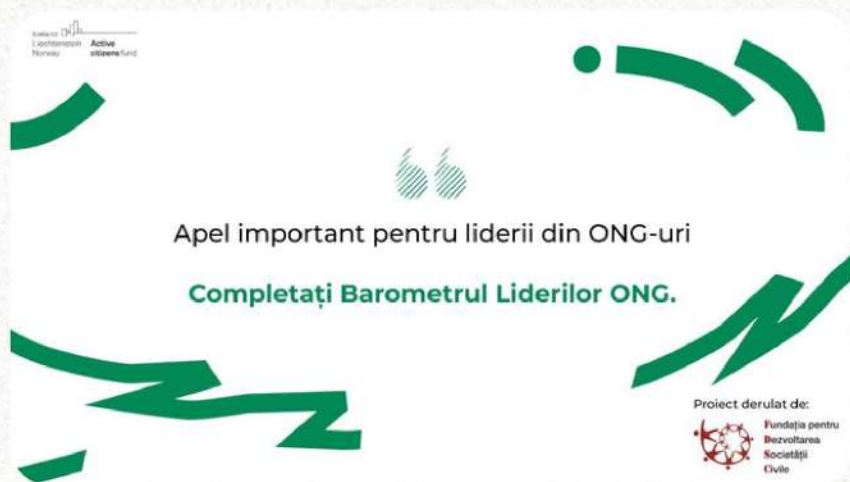 Iceland
Liechtenstein Active
Norway citizens fund
Apel important pentru liderii din ONG-uri
Completați Barometrul Liderilor ONG.
Proiect derulat de:
Fundația pentru
Dezvoltarea
Societății
Civile